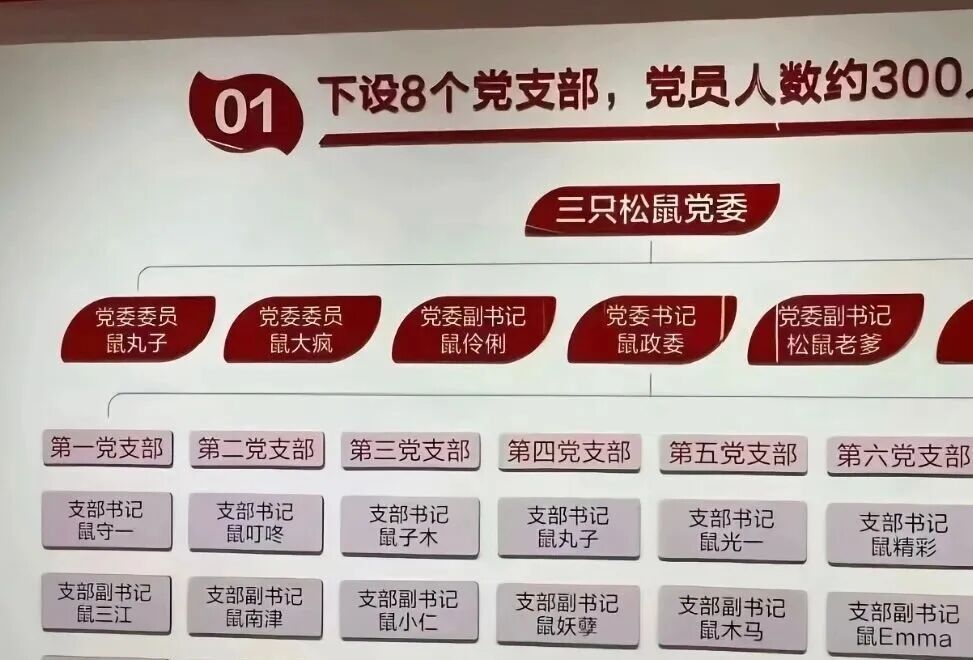 01
下设8个党支部，党员人数约300
三只松鼠党委
党委委员
鼠丸子
党委委员
鼠大疯
党委副书记
鼠伶俐
党委书记
鼠政委
党委副书记
松鼠老爹
第一党支部
第二党支部
第三党支部
第四党支部
第五党支部
第六党支部
支部书记
鼠守一
支部书记
鼠叮咚
支部书记
鼠子木
支部书记
鼠丸子
支部书记
鼠光一
支部书记
鼠精彩
支部副书记
鼠三江
支部副书记
鼠南津
支部副书记
鼠小仁
支部副书记
鼠妖孽
支部副书记
鼠木马
支部副书记
鼠Emma